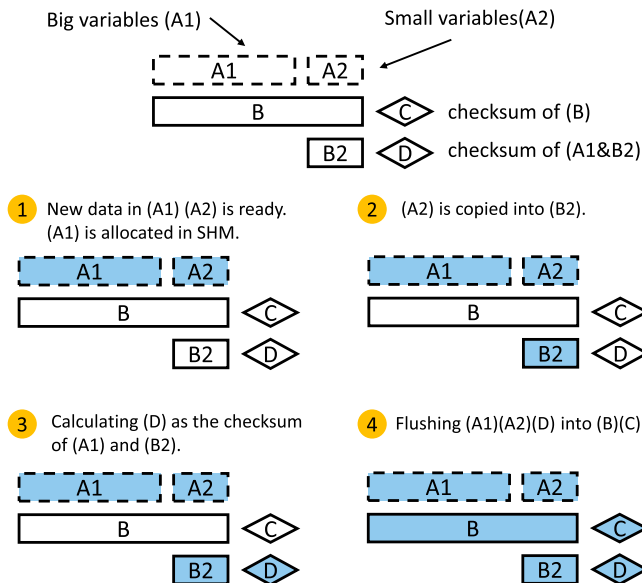 Big variables (A1)
Small variables(A2)
A1 A2
B C checksum of (B)
B2 D checksum of (A1&B2)
1 New data in (A1) (A2) is ready.
(A1) is allocated in SHM.
A1 A2
B C
B2 D
2 (A2) is copied into (B2).
A1 A2
B C
B2 D
3 Calculating (D) as the checksum
of (A1) and (B2).
A1 A2
B C
B2 D
4 Flushing (A1)(A2)(D) into (B)(C)
A1 A2
B C
B2 D